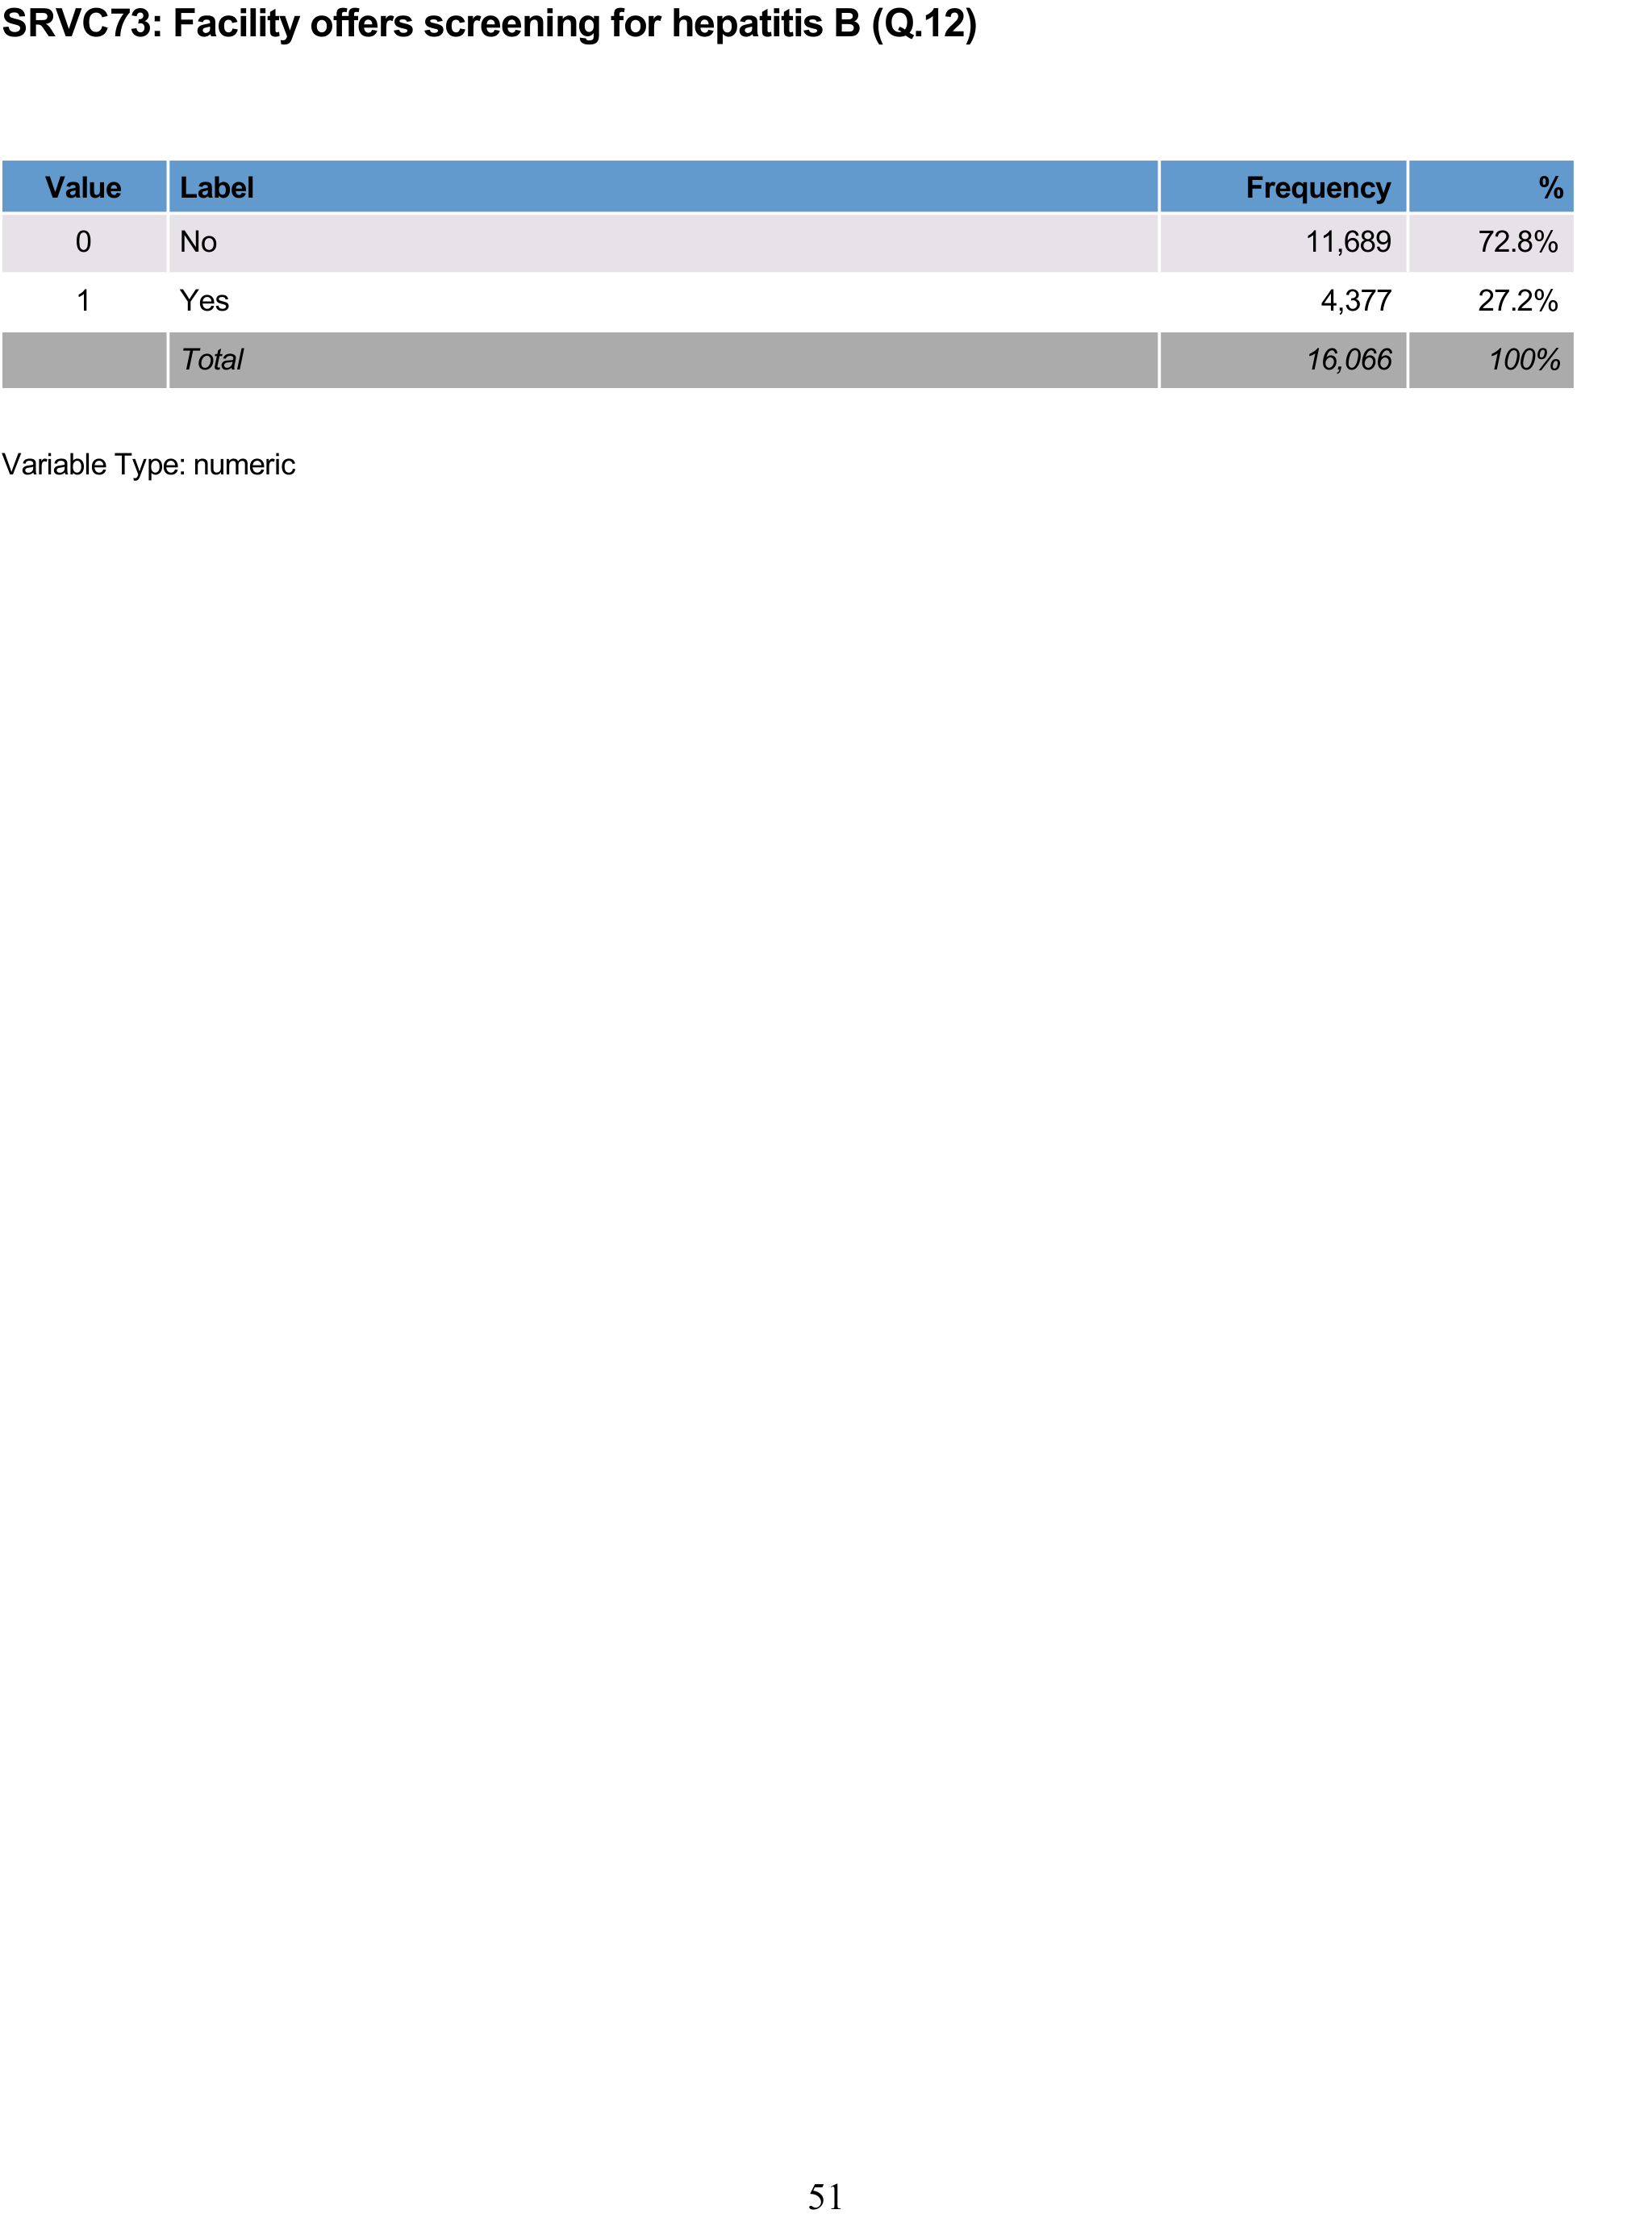 SRVC73: Facility offers screening for hepatitis B (Q.12)
Value Label Frequency %
0 No 11,689 72.8%
1 Yes 4,377 27.2%
Total 16,066 100%
Variable Type: numeric
51